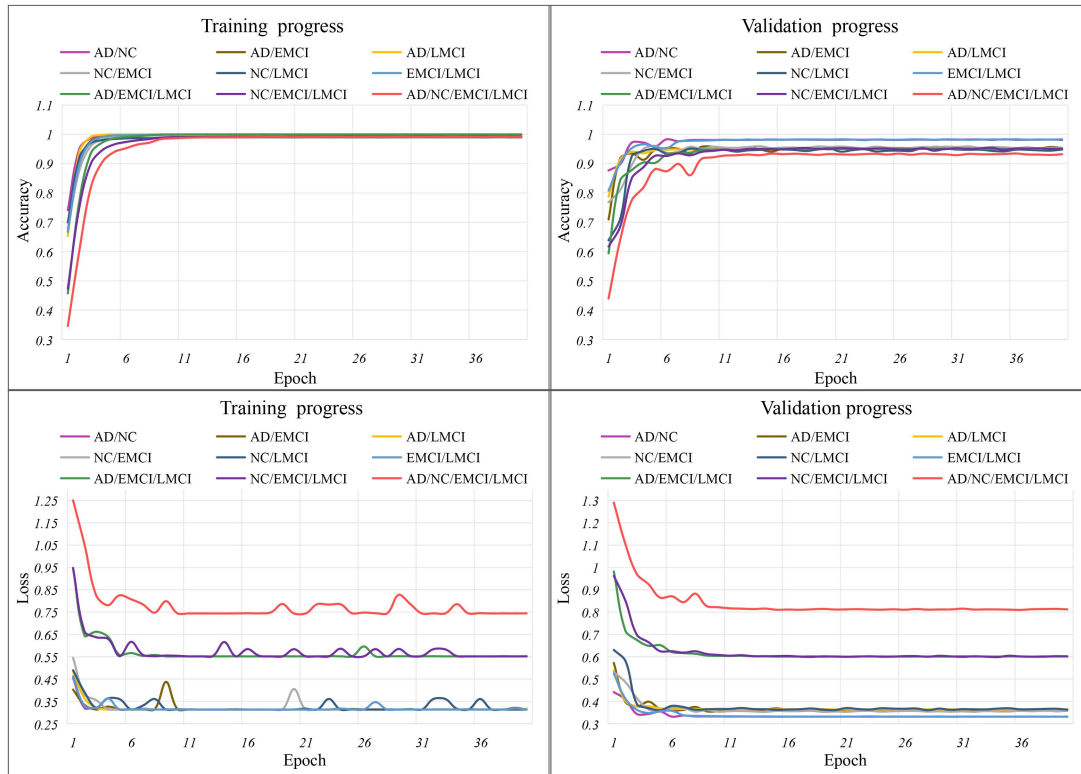 Training progress
AD/NC AD/EMCI AD/LMCI
NC/EMCI NC/LMCI EMCI/LMCI
AD/EMCI/LMCI NC/EMCI/LMCI AD/NC/EMCI/LMCI
1.1
1
0.9
0.8
0.7
0.6
0.5
0.4
0.3
Accuracy
1 6 11 16 21 26 31 36
Epoch
Validation progress
AD/NC AD/EMCI AD/LMCI
NC/EMCI NC/LMCI EMCI/LMCI
AD/EMCI/LMCI NC/EMCI/LMCI AD/NC/EMCI/LMCI
1.1
1
0.9
0.8
0.7
0.6
0.5
0.4
0.3
Accuracy
1 6 11 16 21 26 31 36
Epoch
Training progress
AD/NC AD/EMCI AD/LMCI
NC/EMCI NC/LMCI EMCI/LMCI
AD/EMCI/LMCI NC/EMCI/LMCI AD/NC/EMCI/LMCI
1.25
1.15
1.05
0.95
0.85
0.75
0.65
0.55
0.45
0.35
0.25
Loss
1 6 11 16 21 26 31 36
Epoch
Validation progress
AD/NC AD/EMCI AD/LMCI
NC/EMCI NC/LMCI EMCI/LMCI
AD/EMCI/LMCI NC/EMCI/LMCI AD/NC/EMCI/LMCI
1.3
1.2
1.1
1
0.9
0.8
0.7
0.6
0.5
0.4
0.3
Loss
1 6 11 16 21 26 31 36
Epoch